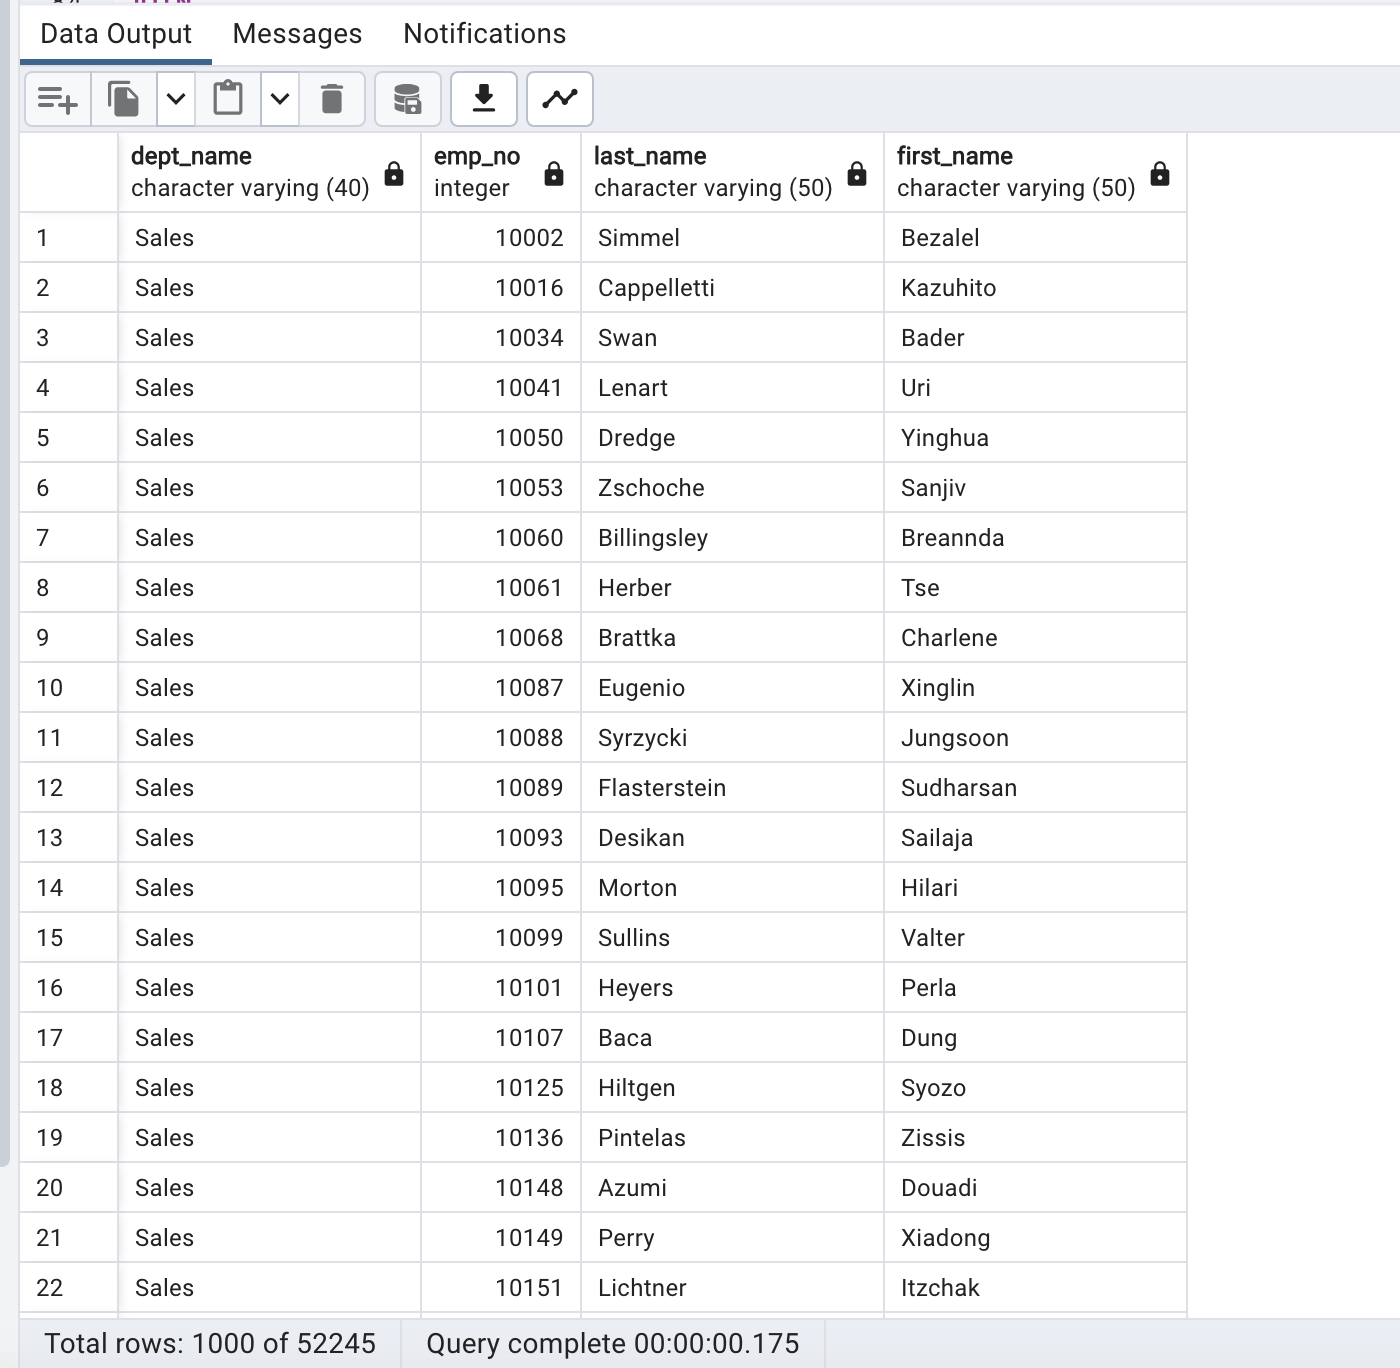 Data Output Messages Notifications
dept_name emp_no last_name first_name
character varying (40) integer character varying (50) character varying (50)
1 Sales 10002 Simmel Bezalel
2 Sales 10016 Cappelletti Kazuhito
3 Sales 10034 Swan Bader
4 Sales 10041 Lenart Uri
5 Sales 10050 Dredge Yinghua
6 Sales 10053 Zschoche Sanjiv
7 Sales 10060 Billingsley Breannda
8 Sales 10061 Herber Tse
9 Sales 10068 Brattka Charlene
10 Sales 10087 Eugenio Xinglin
11 Sales 10088 Syrzycki Jungsoon
12 Sales 10089 Flasterstein Sudharsan
13 Sales 10093 Desikan Sailaja
14 Sales 10095 Morton Hilari
15 Sales 10099 Sullins Valter
16 Sales 10101 Heyers Perla
17 Sales 10107 Baca Dung
18 Sales 10125 Hiltgen Syozo
19 Sales 10136 Pintelas Zissis
20 Sales 10148 Azumi Douadi
21 Sales 10149 Perry Xiadong
22 Sales 10151 Lichtner Itzchak
Total rows: 1000 of 52245 Query complete 00:00:00.175